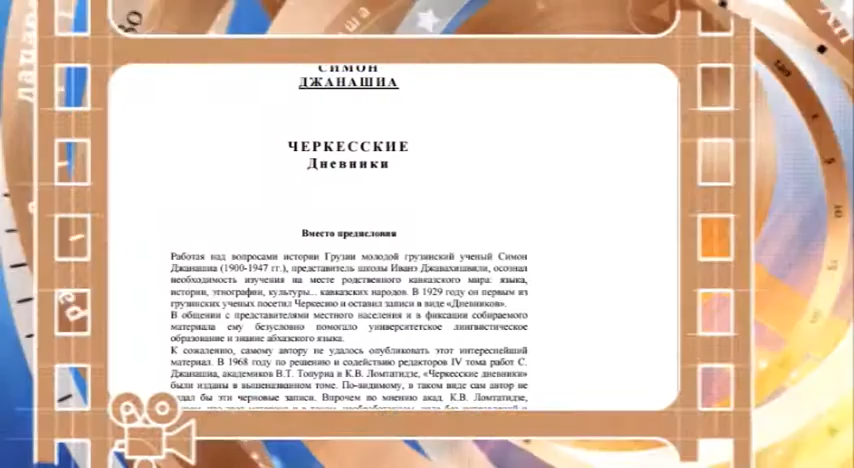 СИМОН
ДЖАНАШИА
ЧЕРКЕССКИЕ
Дневники
Вместо предисловия
Работая над вопросами истории Грузии молодой грузинский ученый Симон
Джанашиа (1900-1947 гг.), представитель школы Иванэ Джавахишвили, осознал
необходимость изучения на месте родственного кавказского мира: языка,
истории, этнографии, культуры... кавказских народов. В 1929 году он первым из
грузинских ученых посетил Черкесию и оставил записи в виде «Дневников».
В общении с представителями местного населения и в фиксации собираемого
материала ему безусловно помогало университетское лингвистическое
образование и знание абхазского языка.
К сожалению, самому автору не удалось опубликовать этот интереснейший
материал. В 1968 году по решению и содействию редакторов IV тома работ С.
Джанашиа, академиков В.Т. Топуриа и К.В. Ломтатидзе, «Черкесские дневники»
были изданы в вышеназванном томе. По-видимому, в таком виде сам автор не
издал бы эти черновые записи. Впрочем по мнению акад. К.В. Ломтатидзе,